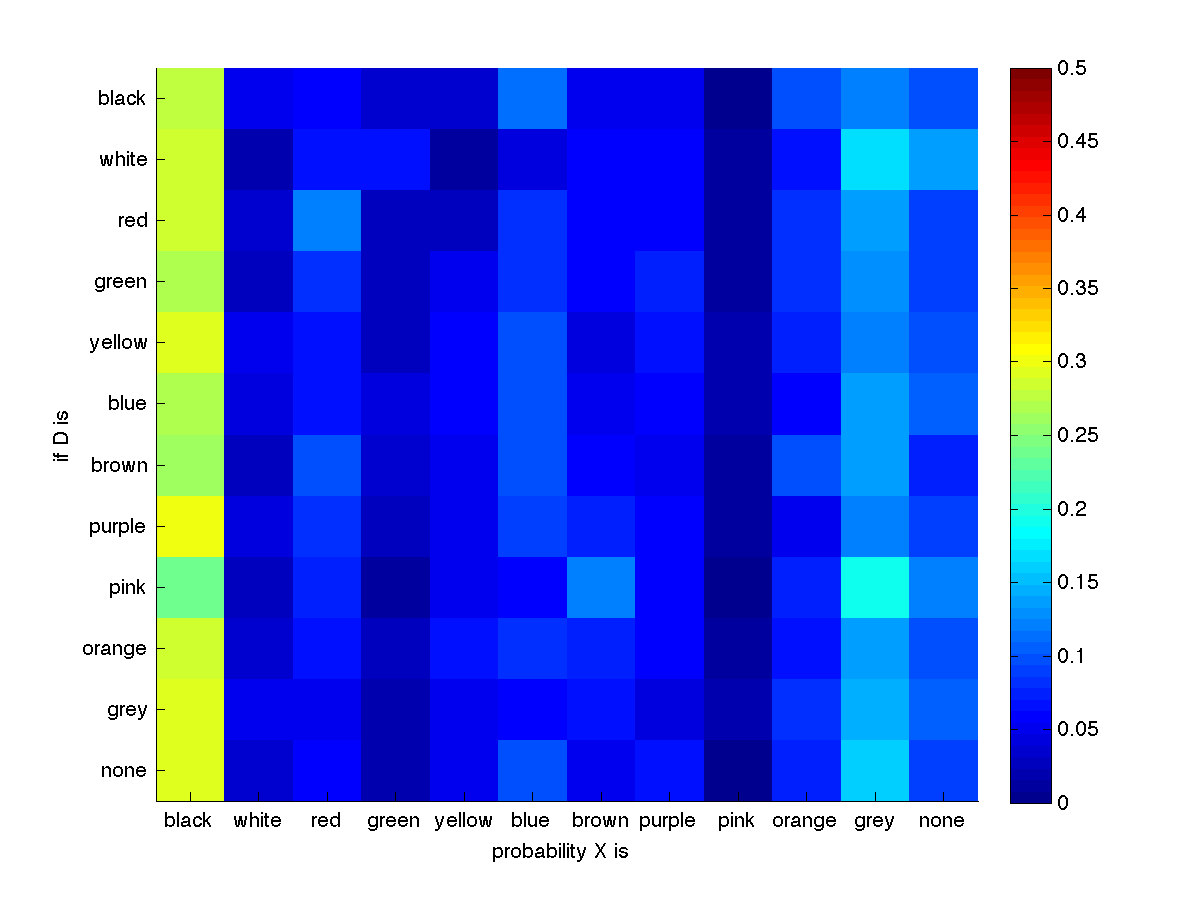 black
white
red
green
yellow
blue
brown
purple
pink
orange
grey
none
if D is
black white red green yellow blue brown purple pink orange grey none
probability X is
0.5
0.45
0.4
0.35
0.3
0.25
0.2
0.15
0.1
0.05
0